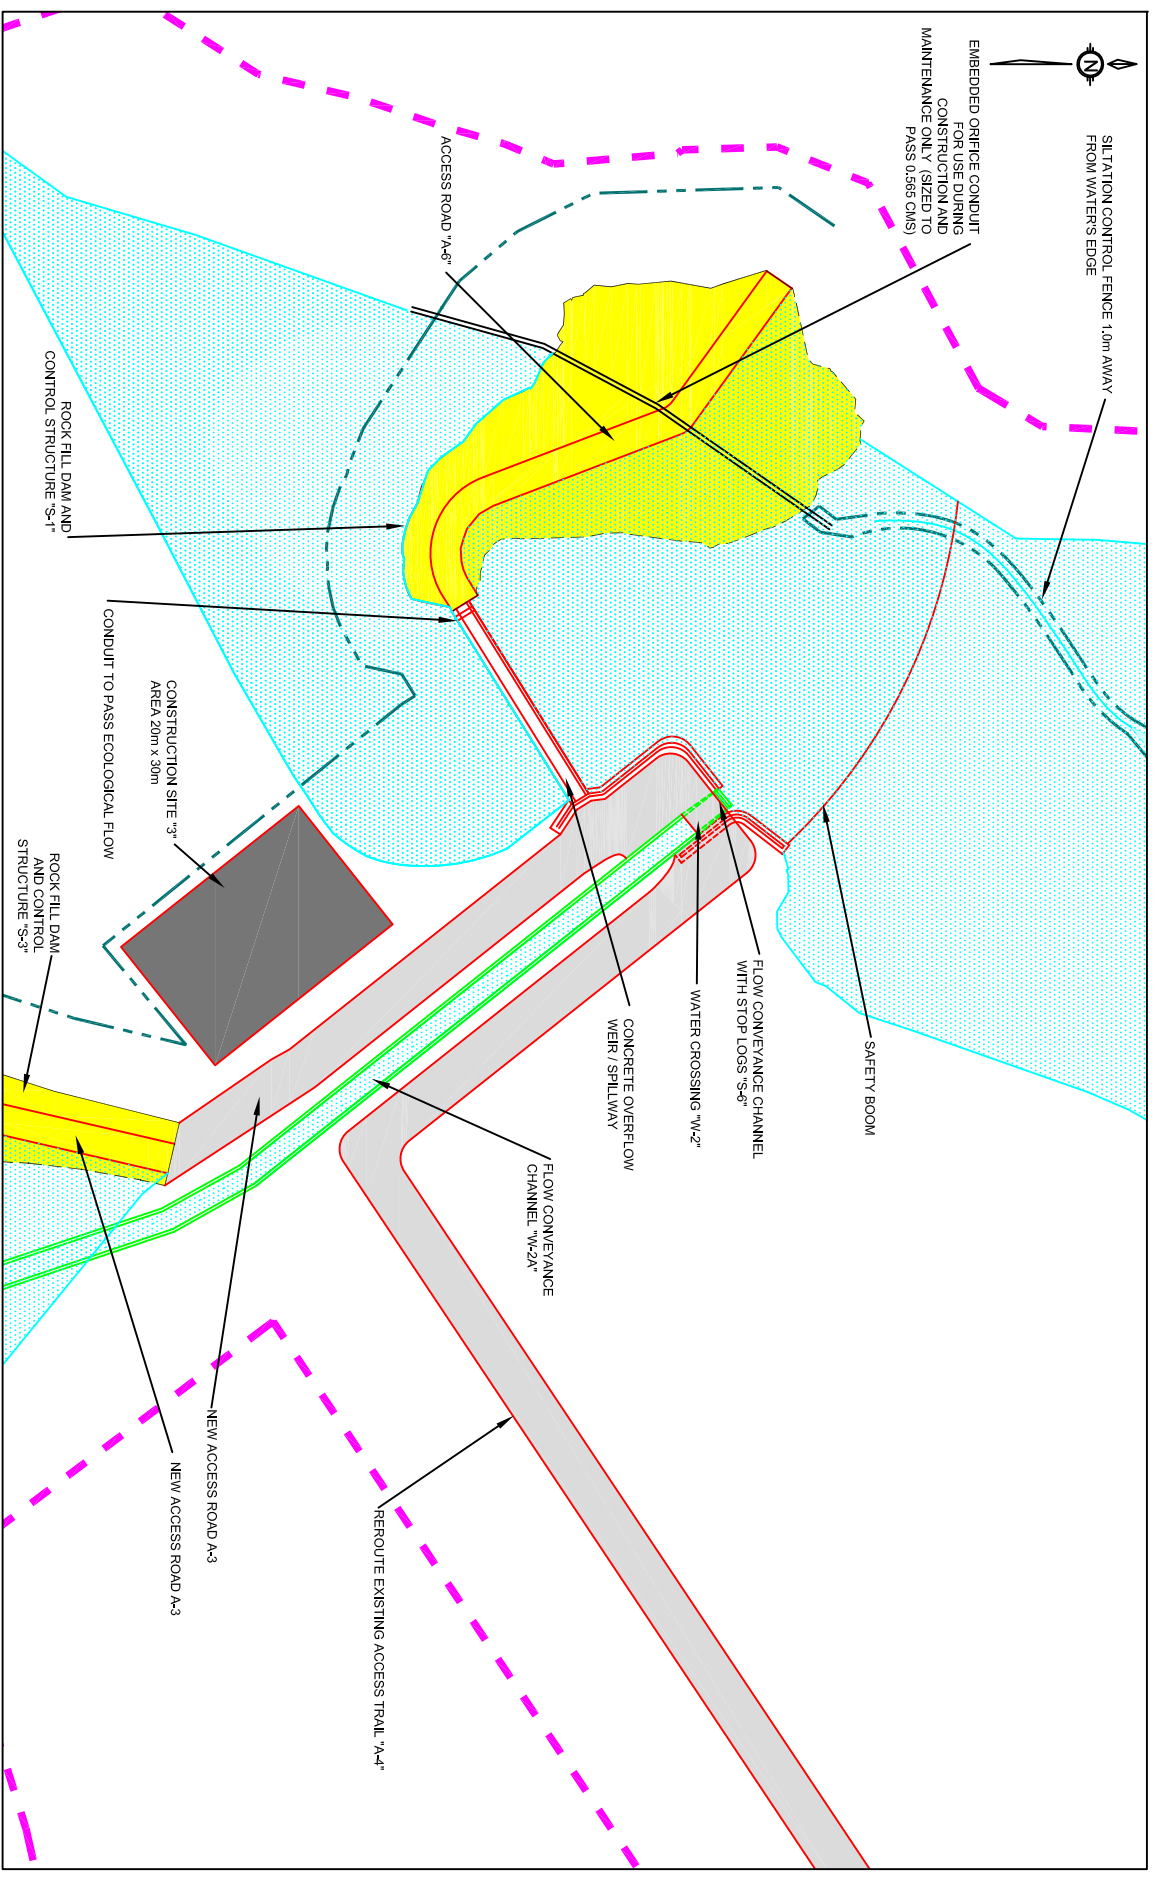 N
SILTATION CONTROL FENCE 1.0m AWAY
FROM WATER'S EDGE
EMBEDDED ORIFICE CONDUIT
FOR USE DURING
CONSTRUCTION AND
MAINTENANCE ONLY (SIZED TO
PASS 0.565 CMS)
ACCESS ROAD "A-6"
ROCK FILL DAM AND
CONTROL STRUCTURE "S-1"
CONDUIT TO PASS ECOLOGICAL FLOW
CONSTRUCTION SITE "3"
AREA 20m x 30m
ROCK FILL DAM
AND CONTROL
STRUCTURE "S-3"
SAFETY BOOM
FLOW CONVEYANCE CHANNEL
WITH STOP LOGS "S-6"
WATER CROSSING "W-2"
CONCRETE OVERFLOW
WEIR / SPILLWAY
FLOW CONVEYANCE
CHANNEL "W-2A"
NEW ACCESS ROAD A-3
NEW ACCESS ROAD A-3
REROUTE EXISTING ACCESS TRAIL "A-4"